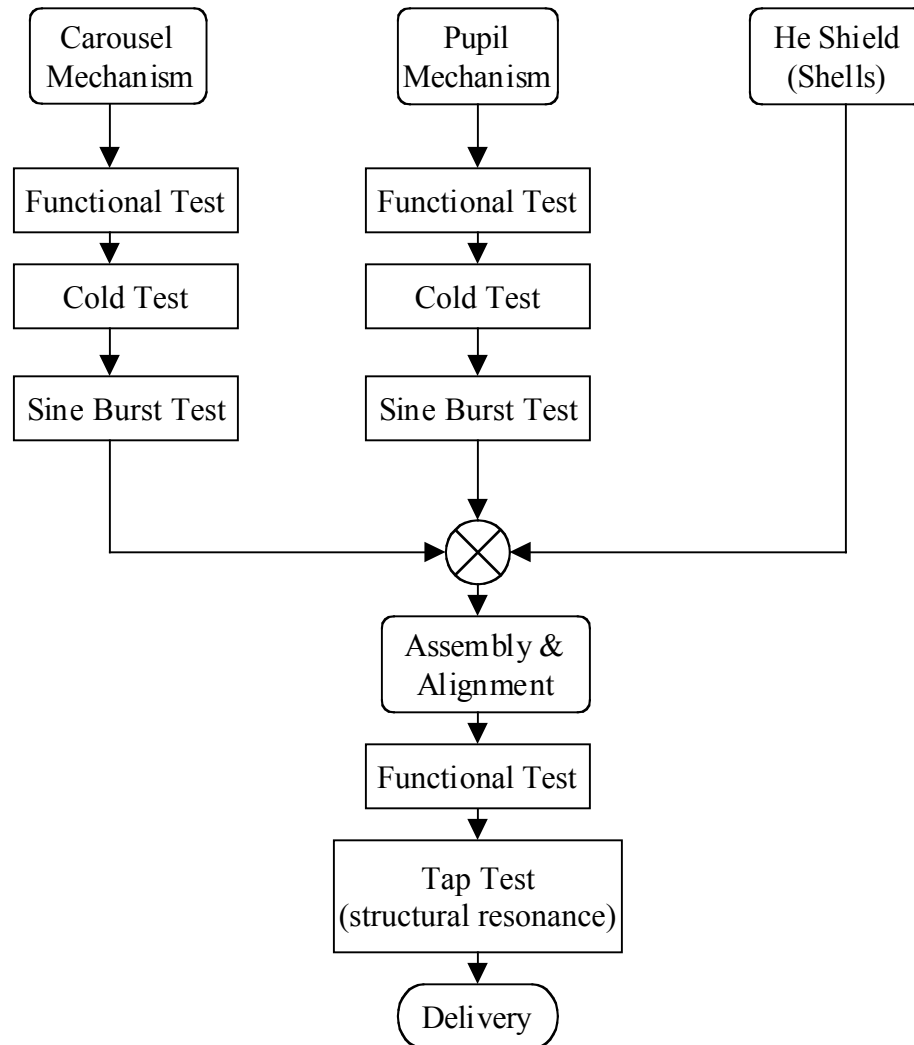 Carousel
Mechanism
Pupil
Mechanism
He Shield
(Shells)
Functional Test
Functional Test
Cold Test
Cold Test
Sine Burst Test
Sine Burst Test
Assembly &
Alignment
Functional Test
Tap Test
(structural resonance)
Delivery